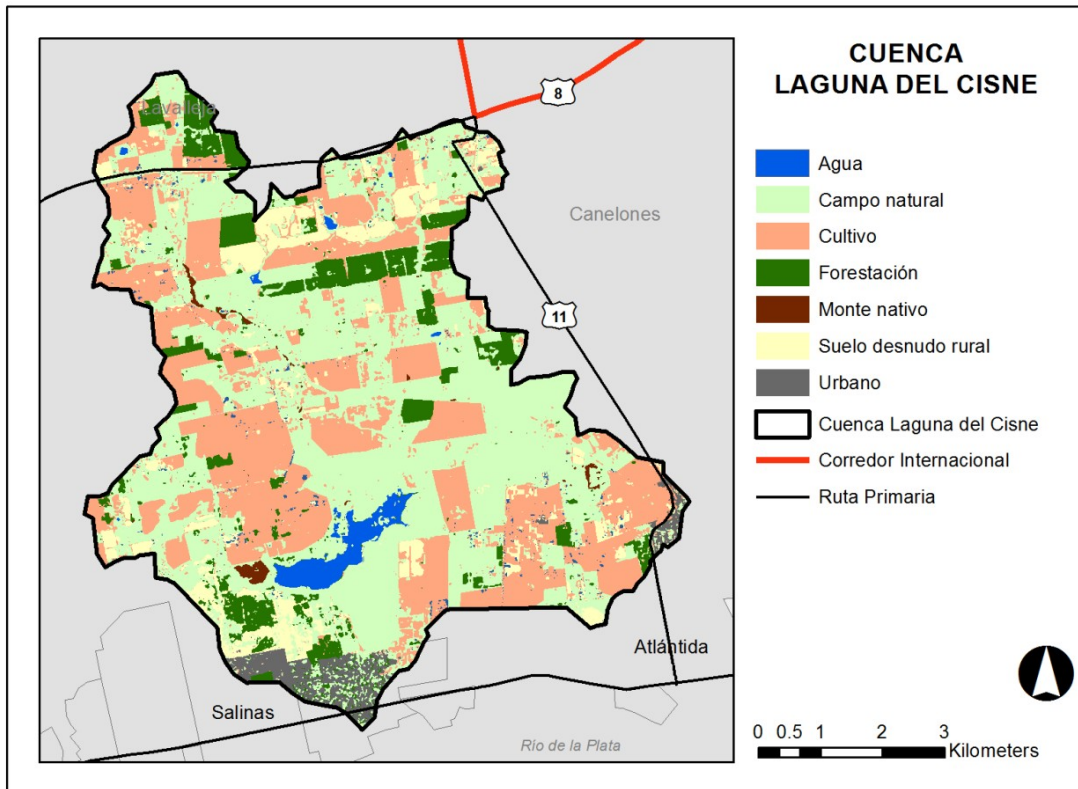 CUENCA
LAGUNA DEL CISNE
8
Lavalleja
Canelones
11
Atlántida
Salinas
Río de la Plata
Agua
Campo natural
Cultivo
Forestación
Monte nativo
Suelo desnudo rural
Urbano
Cuenca Laguna del Cisne
Corredor Internacional
Ruta Primaria
0 0.5 1 2 3
Kilometers